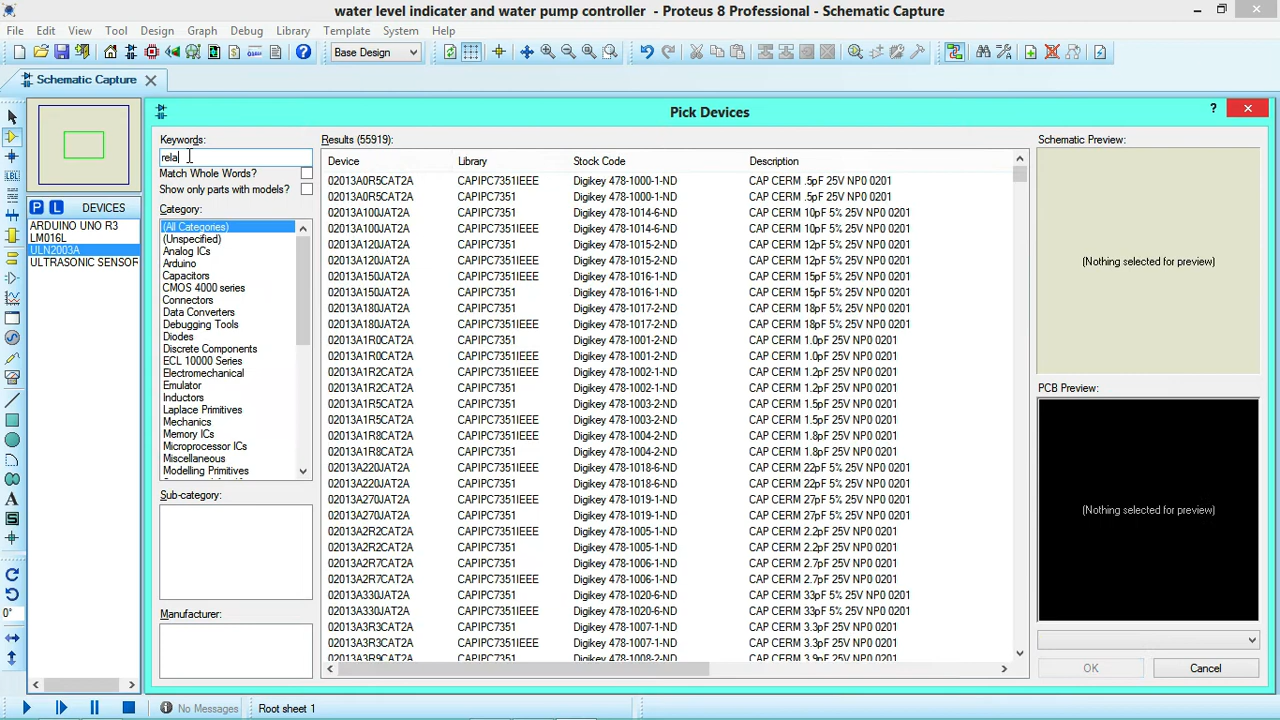 water level indicater and water pump controller - Proteus 8 Professional - Schematic Capture
File Edit View Tool Design Graph Debug Library Template System Help
Base Design
Schematic Capture
Pick Devices
Keywords:
rela
Match Whole Words?
Show only parts with models?
Category:
(All Categories)
(Unspecified)
Analog ICs
Arduino
Capacitors
CMOS 4000 series
Connectors
Data Converters
Debugging Tools
Diodes
Discrete Components
ECL 10000 Series
Electromechanical
Emulator
Inductors
Laplace Primitives
Mechanics
Memory ICs
Microprocessor ICs
Miscellaneous
Modelling Primitives
Sub-category:
Manufacturer:
P L DEVICES
ARDUINO UNO R3
LM016L
ULN2003A
ULTRASONIC SENSOF
Results (55919):
Device Library Stock Code Description
02013A0R5CAT2A CAPIPC7351IEEE Digikey 478-1000-1-ND CAP CERM .5pF 25V NP0 0201
02013A0R5CAT2A CAPIPC7351 Digikey 478-1000-1-ND CAP CERM .5pF 25V NP0 0201
02013A100JAT2A CAPIPC7351 Digikey 478-1014-6-ND CAP CERM 10pF 5% 25V NP0 0201
02013A100JAT2A CAPIPC7351IEEE Digikey 478-1014-6-ND CAP CERM 10pF 5% 25V NP0 0201
02013A120JAT2A CAPIPC7351 Digikey 478-1015-2-ND CAP CERM 12pF 5% 25V NP0 0201
02013A120JAT2A CAPIPC7351IEEE Digikey 478-1015-2-ND CAP CERM 12pF 5% 25V NP0 0201
02013A150JAT2A CAPIPC7351IEEE Digikey 478-1016-1-ND CAP CERM 15pF 5% 25V NP0 0201
02013A150JAT2A CAPIPC7351 Digikey 478-1016-1-ND CAP CERM 15pF 5% 25V NP0 0201
02013A180JAT2A CAPIPC7351 Digikey 478-1017-2-ND CAP CERM 18pF 5% 25V NP0 0201
02013A180JAT2A CAPIPC7351IEEE Digikey 478-1017-2-ND CAP CERM 18pF 5% 25V NP0 0201
02013A1R0CAT2A CAPIPC7351IEEE Digikey 478-1001-2-ND CAP CERM 1.0pF 25V NP0 0201
02013A1R0CAT2A CAPIPC7351 Digikey 478-1001-2-ND CAP CERM 1.0pF 25V NP0 0201
02013A1R2CAT2A CAPIPC7351IEEE Digikey 478-1002-1-ND CAP CERM 1.2pF 25V NP0 0201
02013A1R2CAT2A CAPIPC7351 Digikey 478-1002-1-ND CAP CERM 1.2pF 25V NP0 0201
02013A1R5CAT2A CAPIPC7351IEEE Digikey 478-1003-2-ND CAP CERM 1.5pF 25V NP0 0201
02013A1R5CAT2A CAPIPC7351 Digikey 478-1003-2-ND CAP CERM 1.5pF 25V NP0 0201
02013A1R8CAT2A CAPIPC7351IEEE Digikey 478-1004-2-ND CAP CERM 1.8pF 25V NP0 0201
02013A1R8CAT2A CAPIPC7351 Digikey 478-1004-2-ND CAP CERM 1.8pF 25V NP0 0201
02013A220JAT2A CAPIPC7351IEEE Digikey 478-1018-6-ND CAP CERM 22pF 5% 25V NP0 0201
02013A220JAT2A CAPIPC7351 Digikey 478-1018-6-ND CAP CERM 22pF 5% 25V NP0 0201
02013A270JAT2A CAPIPC7351IEEE Digikey 478-1019-1-ND CAP CERM 27pF 5% 25V NP0 0201
02013A270JAT2A CAPIPC7351 Digikey 478-1019-1-ND CAP CERM 27pF 5% 25V NP0 0201
02013A2R2CAT2A CAPIPC7351IEEE Digikey 478-1005-1-ND CAP CERM 2.2pF 25V NP0 0201
02013A2R2CAT2A CAPIPC7351 Digikey 478-1005-1-ND CAP CERM 2.2pF 25V NP0 0201
02013A2R7CAT2A CAPIPC7351 Digikey 478-1006-1-ND CAP CERM 2.7pF 25V NP0 0201
02013A2R7CAT2A CAPIPC7351IEEE Digikey 478-1006-1-ND CAP CERM 2.7pF 25V NP0 0201
02013A330JAT2A CAPIPC7351 Digikey 478-1020-6-ND CAP CERM 33pF 5% 25V NP0 0201
02013A330JAT2A CAPIPC7351IEEE Digikey 478-1020-6-ND CAP CERM 33pF 5% 25V NP0 0201
02013A3R3CAT2A CAPIPC7351 Digikey 478-1007-1-ND CAP CERM 3.3pF 25V NP0 0201
02013A3R3CAT2A CAPIPC7351IEEE Digikey 478-1007-1-ND CAP CERM 3.3pF 25V NP0 0201
02013A3R9CAT2A CAPIPC7351 Digikey 478-1008-2-ND CAP CERM 3.9pF 25V NP0 0201
Schematic Preview:
(Nothing selected for preview)
PCB Preview:
(Nothing selected for preview)
OK Cancel
0°
No Messages Root sheet 1